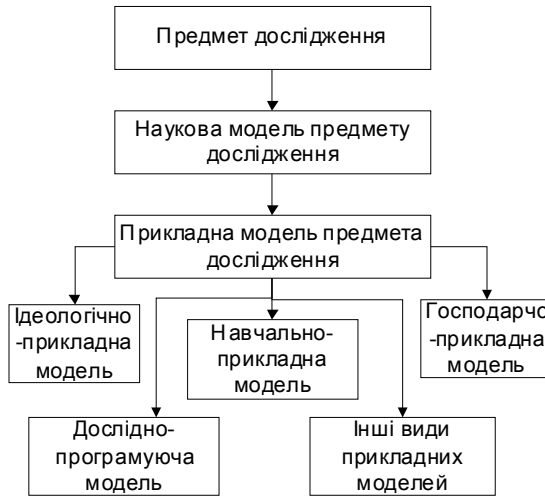 Предмет дослідження
Наукова модель предмету
дослідження
Прикладна модель предмета
дослідження
Ідеологічно
-прикладна
модель
Навчально-
прикладна
модель
Господарчо
-прикладна
модель
Дослідно-
програмуюча
модель
Інші види
прикладних
моделей